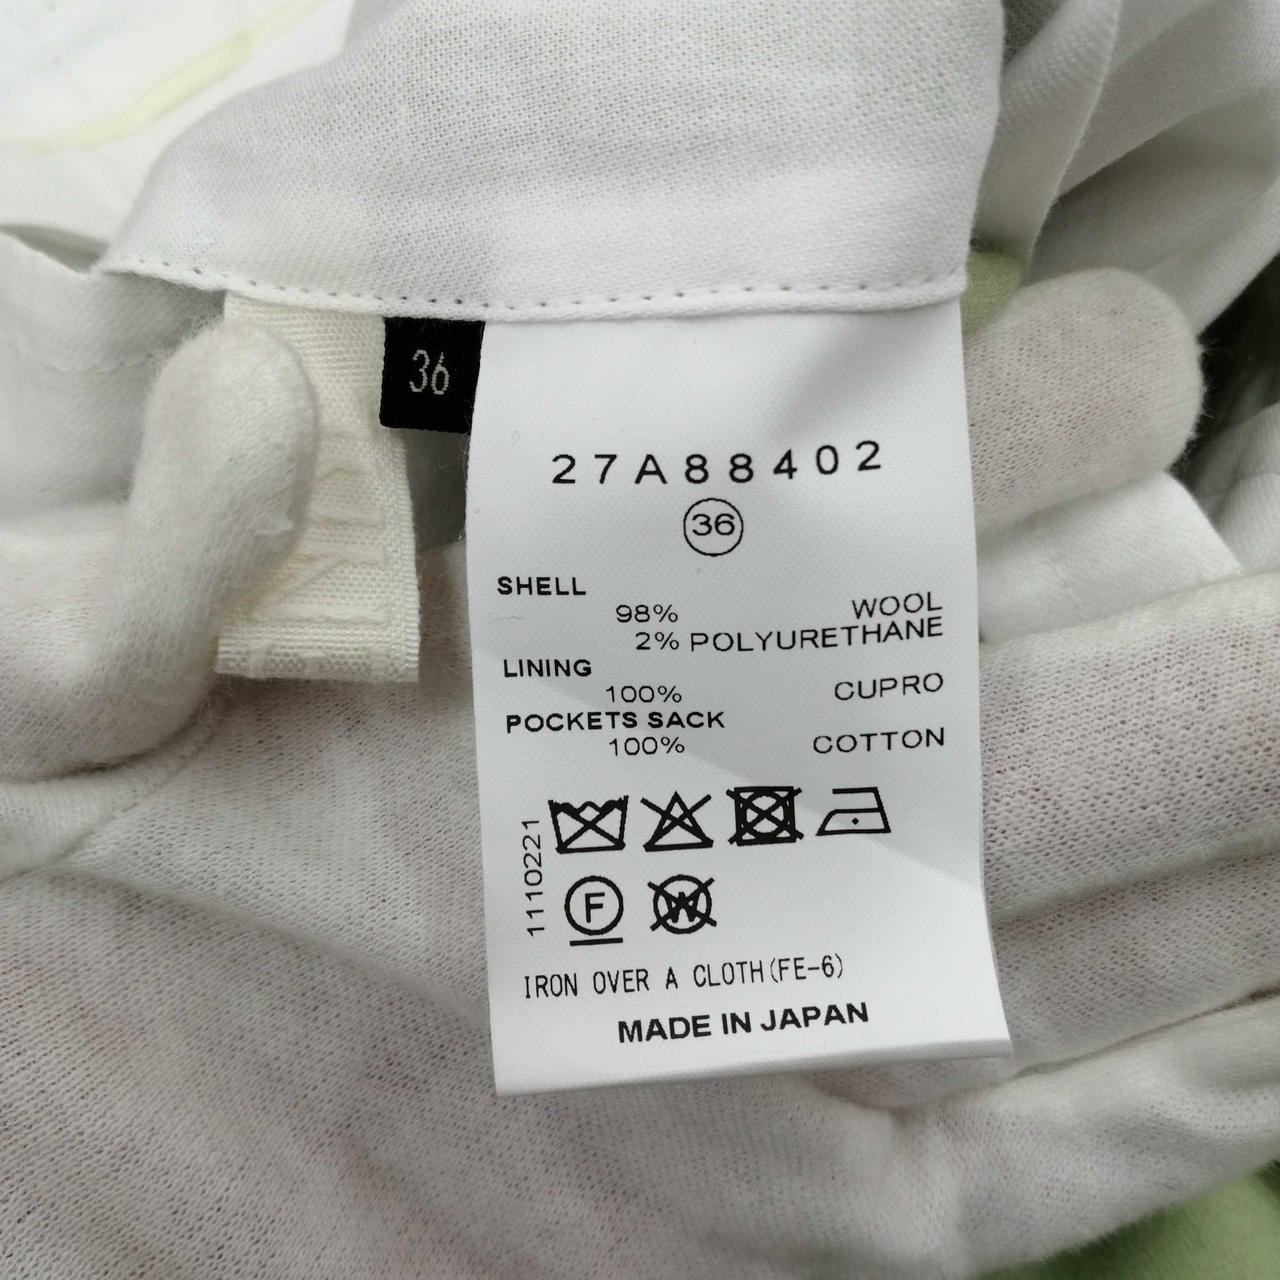 36
27A88402
36
SHELL
98% WOOL
2% POLYURETHANE
LINING
100% CUPRO
POCKETS SACK
100% COTTON
1110221
F
W
IRON OVER A CLOTH(FE-6)
MADE IN JAPAN